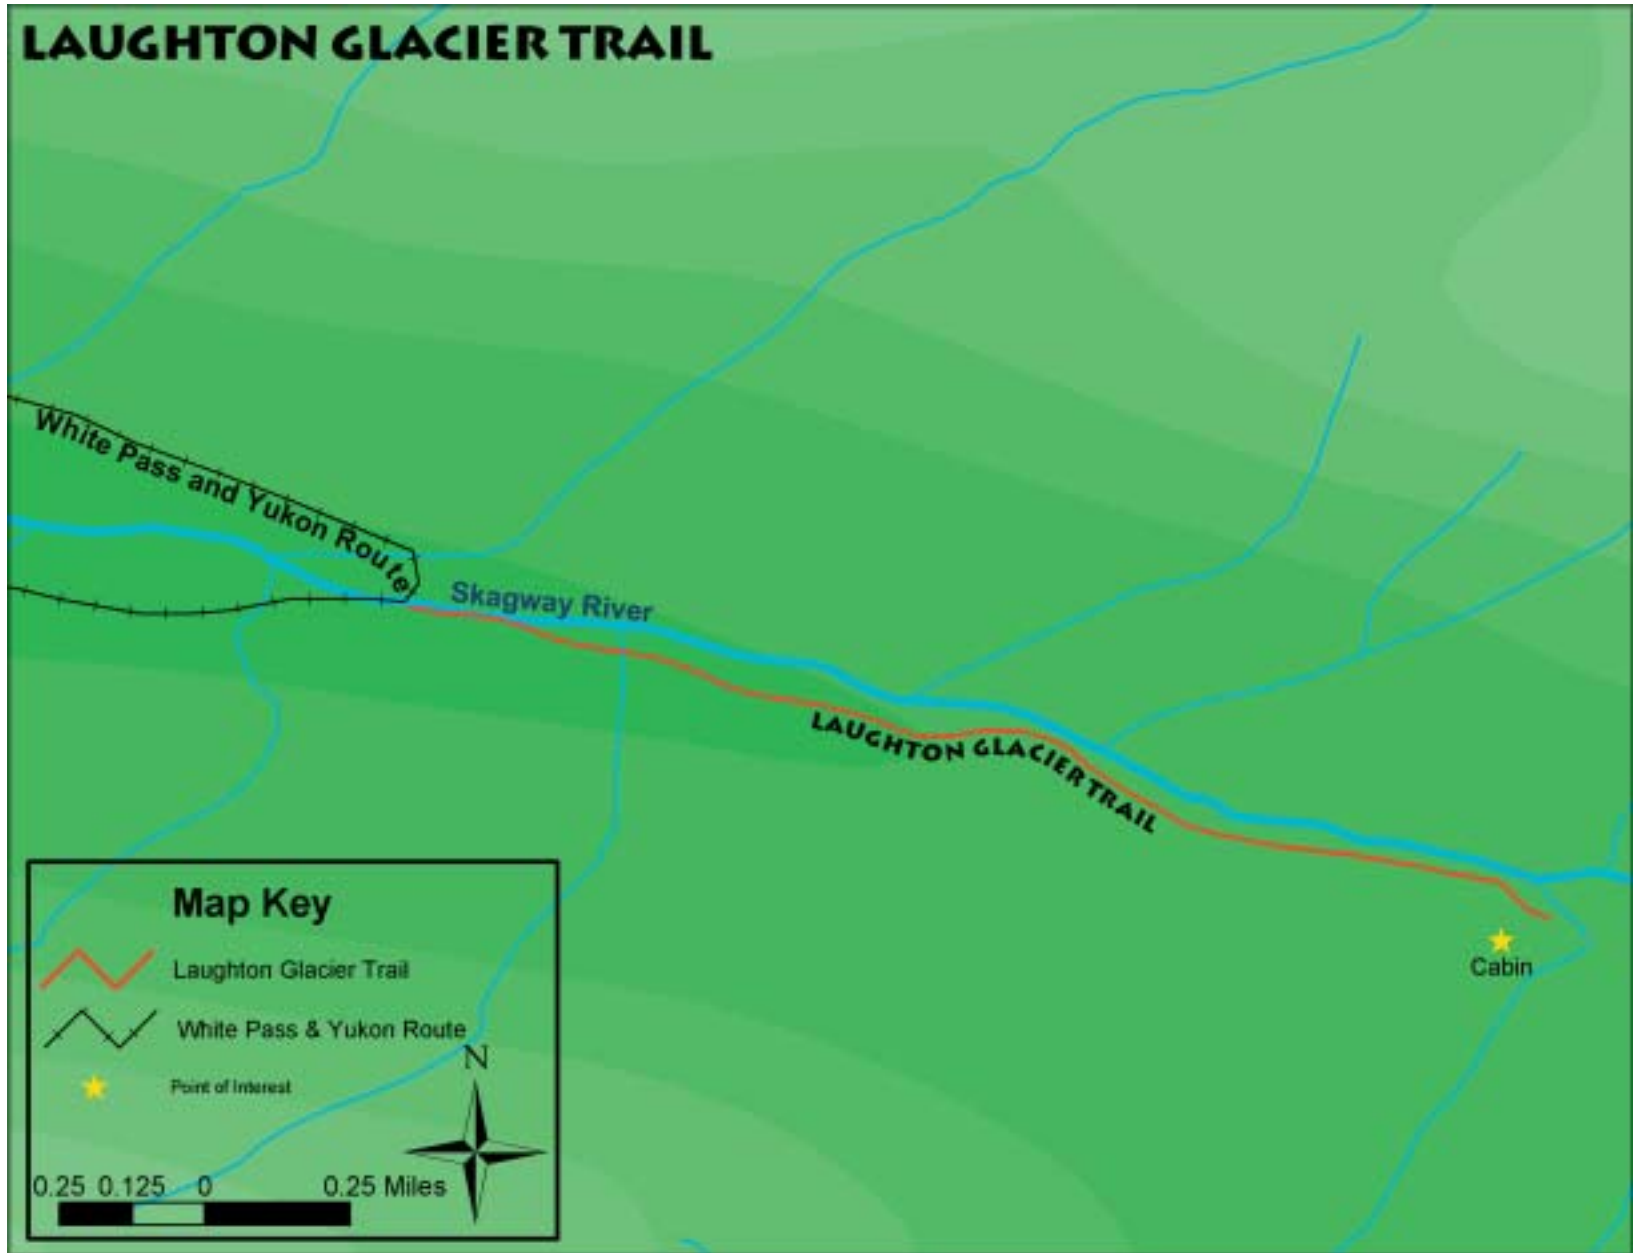 LAUGHTON GLACIER TRAIL
White Pass and Yukon Route
Skagway River
LAUGHTON GLACIER TRAIL
Cabin
Map Key
Laughton Glacier Trail
White Pass & Yukon Route
N
Point of Interest
0.25 0.125 0 0.25 Miles